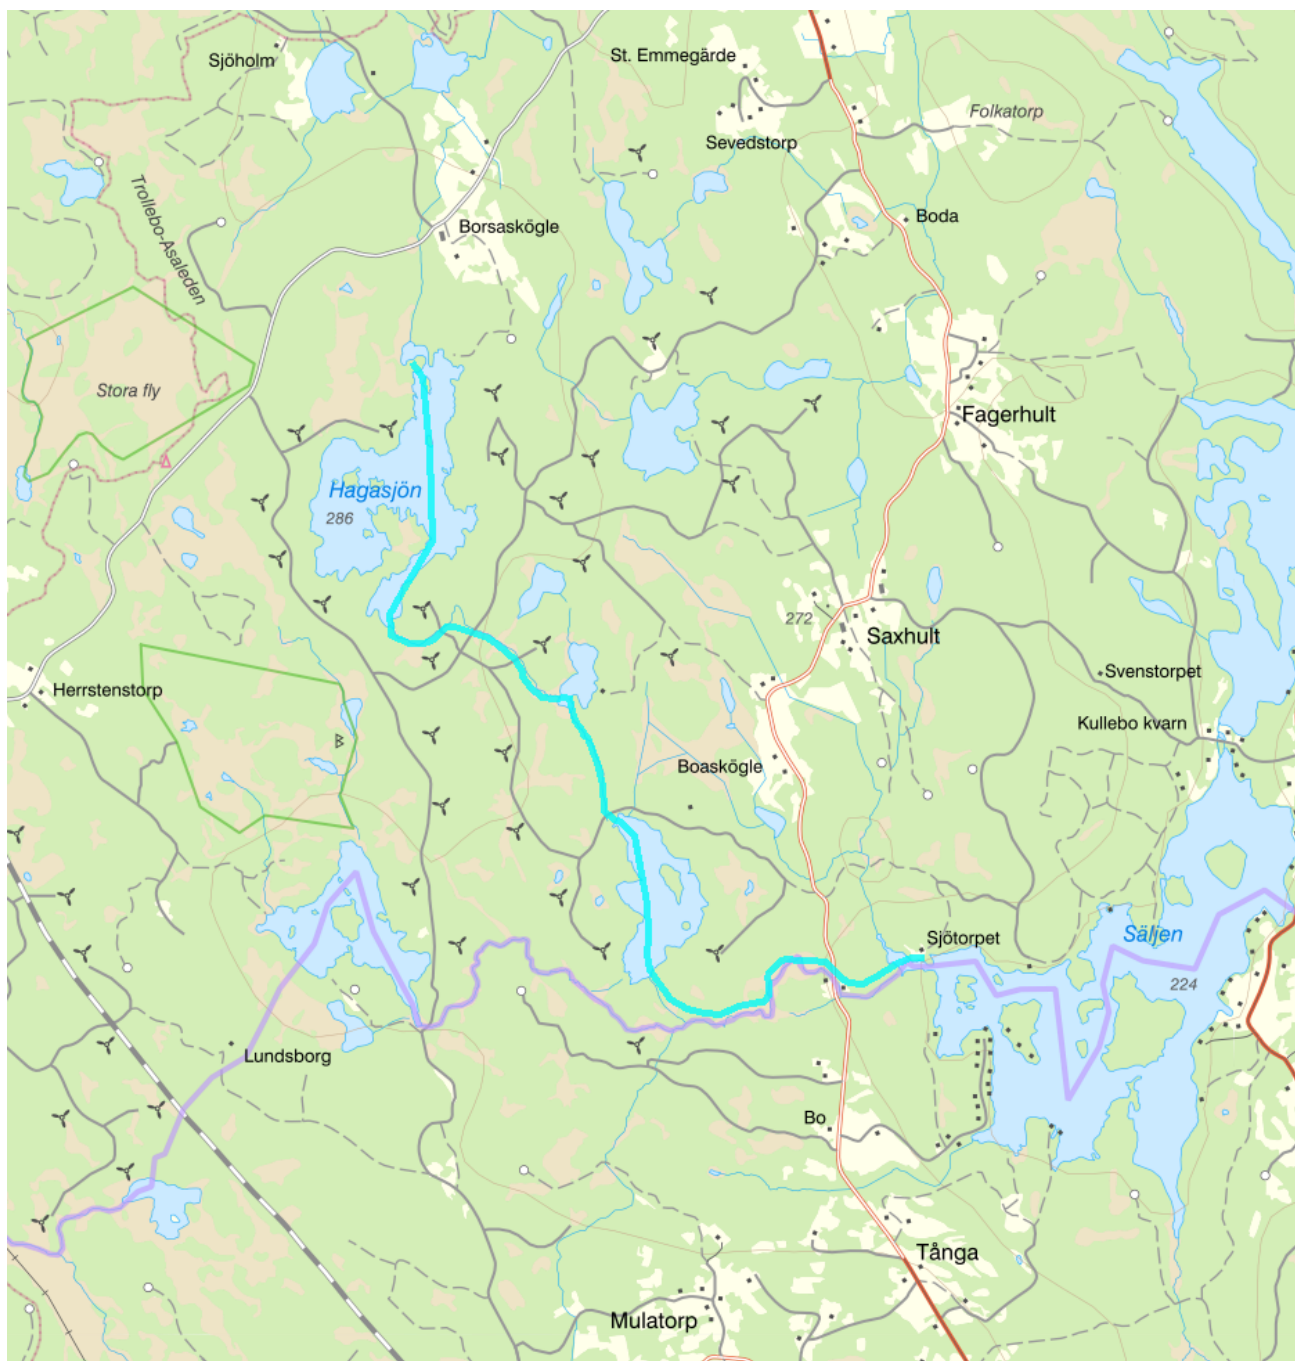 Sjöholm
St. Emmegärde
Folkatorp
Sevedstorp
Trollebo-Asaleden
Boda
Borsaskögle
Stora fly
Fagerhult
Hagasjön
286
272
Saxhult
Svenstorpet
Herrstenstorp
Kullebo kvarn
Boaskögle
Sjötorpet
Säljen
224
Lundsborg
Bo
Tånga
Mulatorp